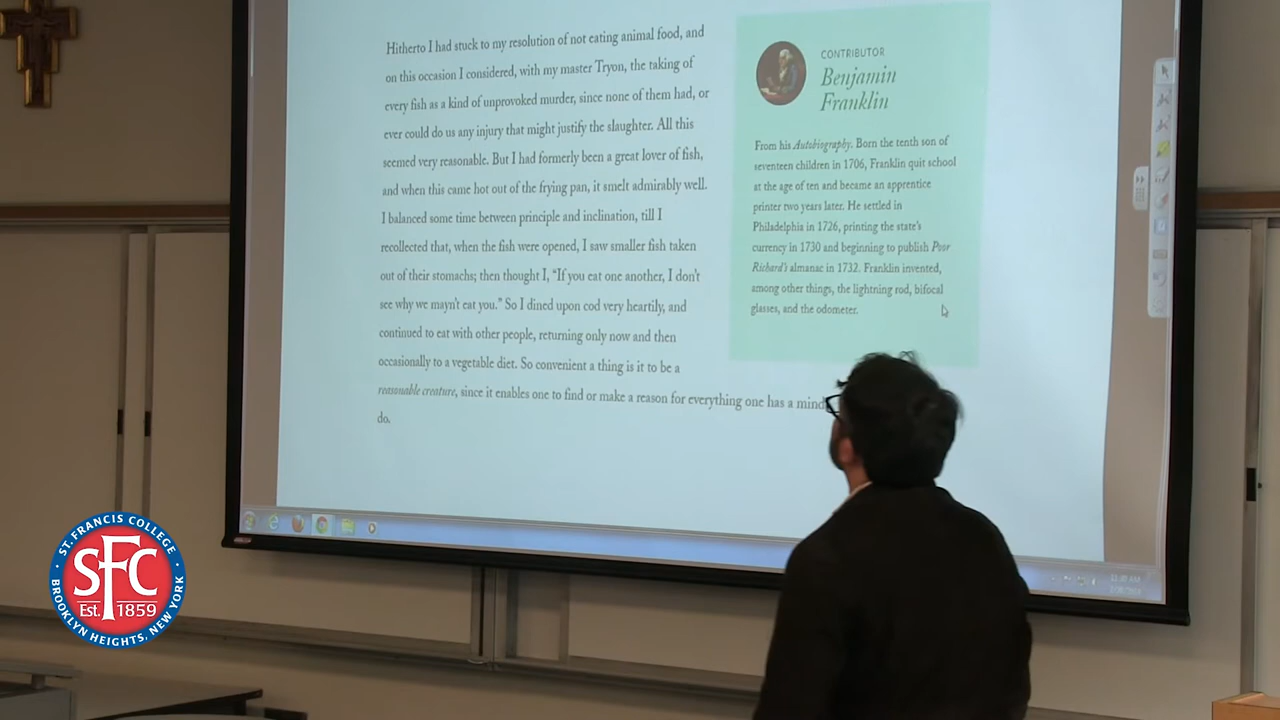 Hitherto I had stuck to my resolution of not eating animal food, and
on this occasion I considered, with my master Tryon, the taking of
every fish as a kind of unprovoked murder, since none of them had, or
ever could do us any injury that might justify the slaughter. All this
seemed very reasonable. But I had formerly been a great lover of fish,
and when this came hot out of the frying pan, it smelt admirably well.
I balanced some time between principle and inclination, till I
recollected that, when the fish were opened, I saw smaller fish taken
out of their stomachs; then thought I, “If you eat one another, I don't
see why we mayn't eat you.” So I dined upon cod very heartily, and
continued to eat with other people, returning only now and then
occasionally to a vegetable diet. So convenient a thing is it to be a
reasonable creature, since it enables one to find or make a reason for everything one has a mind
do.
CONTRIBUTOR
Benjamin
Franklin
From his Autobiography. Born the tenth son of
seventeen children in 1706, Franklin quit school
at the age of ten and became an apprentice
printer two years later. He settled in
Philadelphia in 1726, printing the state's
currency in 1730 and beginning to publish Poor
Richard's almanac in 1732. Franklin invented,
among other things, the lightning rod, bifocal
glasses, and the odometer.
ST. FRANCIS COLLEGE
SFC
Est. 1859
BROOKLYN HEIGHTS, NEW YORK